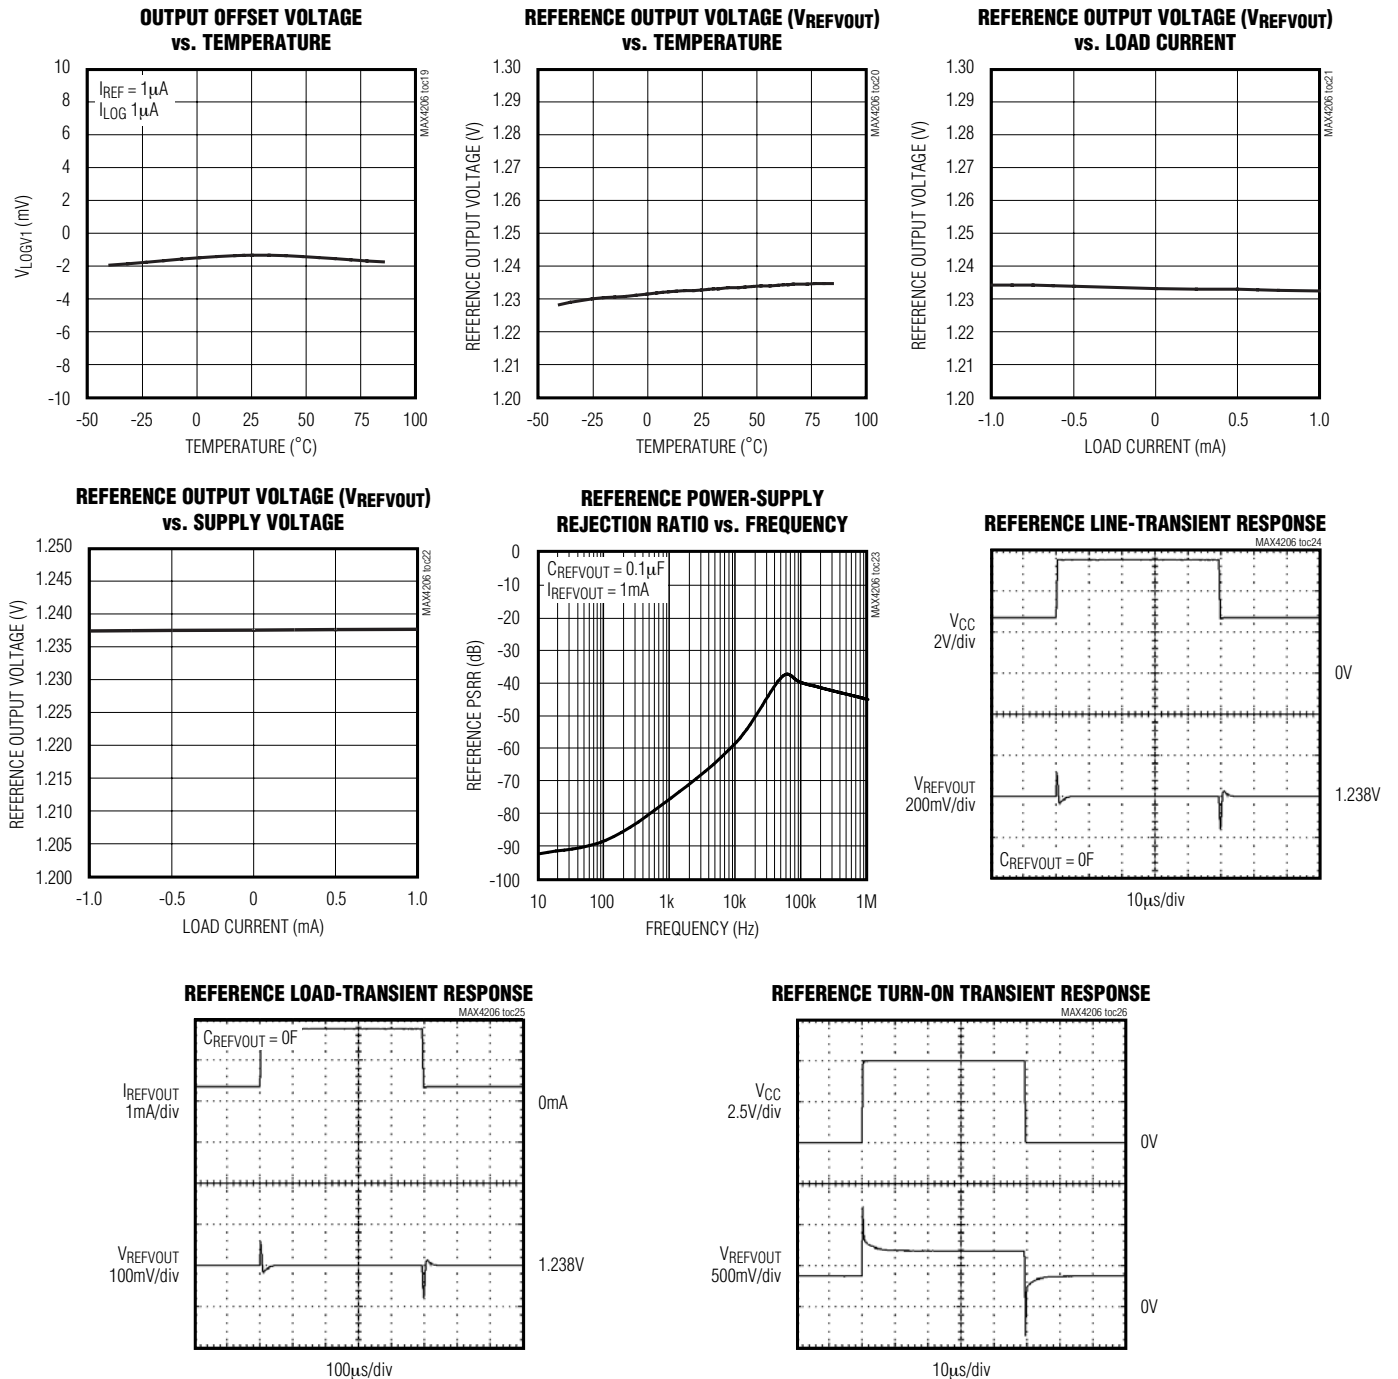 OUTPUT OFFSET VOLTAGE
vs. TEMPERATURE
MAX4206 toc19
IREF = 1μA
ILOG 1μA
VLOGV1 (mV)
10
8
6
4
2
0
-2
-4
-6
-8
-10
-50 -25 0 25 50 75 100
TEMPERATURE (°C)
REFERENCE OUTPUT VOLTAGE (VREFVOUT)
vs. TEMPERATURE
MAX4206 toc20
REFERENCE OUTPUT VOLTAGE (V)
1.30
1.29
1.28
1.27
1.26
1.25
1.24
1.23
1.22
1.21
1.20
-50 -25 0 25 50 75 100
TEMPERATURE (°C)
REFERENCE OUTPUT VOLTAGE (VREFVOUT)
vs. LOAD CURRENT
MAX4206 toc21
REFERENCE OUTPUT VOLTAGE (V)
1.30
1.29
1.28
1.27
1.26
1.25
1.24
1.23
1.22
1.21
1.20
-1.0 -0.5 0 0.5 1.0
LOAD CURRENT (mA)
REFERENCE OUTPUT VOLTAGE (VREFVOUT)
vs. SUPPLY VOLTAGE
MAX4206 toc22
REFERENCE OUTPUT VOLTAGE (V)
1.250
1.245
1.240
1.235
1.230
1.225
1.220
1.215
1.210
1.205
1.200
-1.0 -0.5 0 0.5 1.0
LOAD CURRENT (mA)
REFERENCE POWER-SUPPLY
REJECTION RATIO vs. FREQUENCY
MAX4206 toc23
CREFVOUT = 0.1μF
IREFVOUT = 1mA
REFERENCE PSRR (dB)
0
-10
-20
-30
-40
-50
-60
-70
-80
-90
-100
10 100 1k 10k 100k 1M
FREQUENCY (Hz)
REFERENCE LINE-TRANSIENT RESPONSE
MAX4206 toc24
VCC
2V/div
0V
VREFVOUT
200mV/div
1.238V
CREFVOUT = 0F
10μs/div
REFERENCE LOAD-TRANSIENT RESPONSE
MAX4206 toc25
CREFVOUT = 0F
IREFVOUT
1mA/div
0mA
VREFVOUT
100mV/div
1.238V
100μs/div
REFERENCE TURN-ON TRANSIENT RESPONSE
MAX4206 toc26
VCC
2.5V/div
0V
VREFVOUT
500mV/div
0V
10μs/div